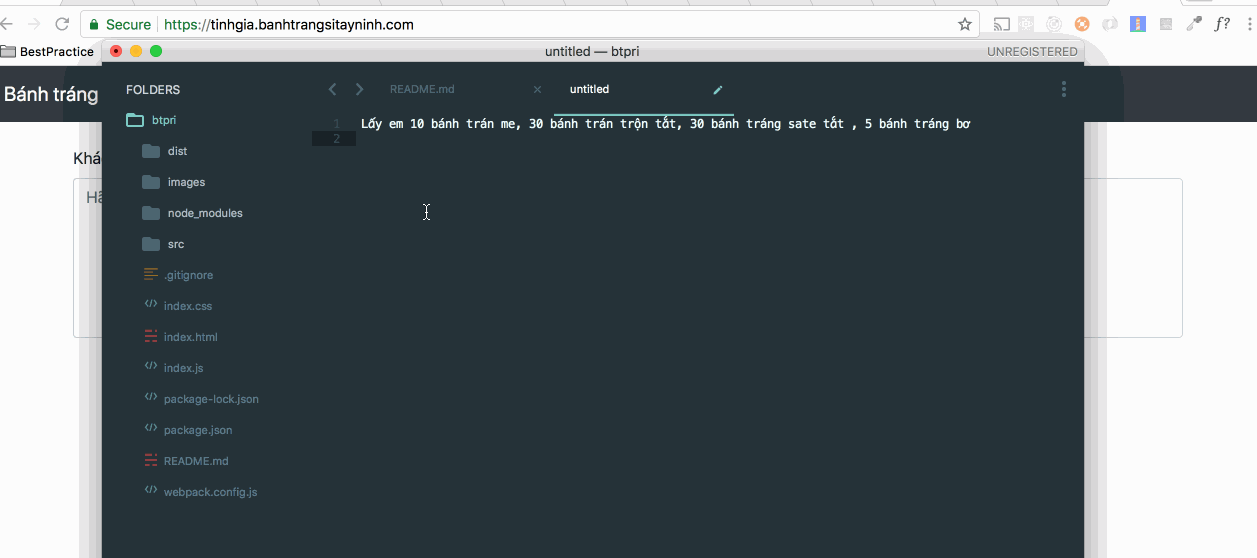 Secure https://tinhgia.banhtrangsitayninh.com
f?
BestPractice
untitled — btpri
UNREGISTERED
Bánh tráng
FOLDERS
README.md
untitled
btpri
1 Lấy em 10 bánh trán me, 30 bánh trán trộn tắt, 30 bánh tráng sate tắt , 5 bánh tráng bơ
2
dist
images
node_modules
src
.gitignore
index.css
index.html
index.js
package-lock.json
package.json
README.md
webpack.config.js